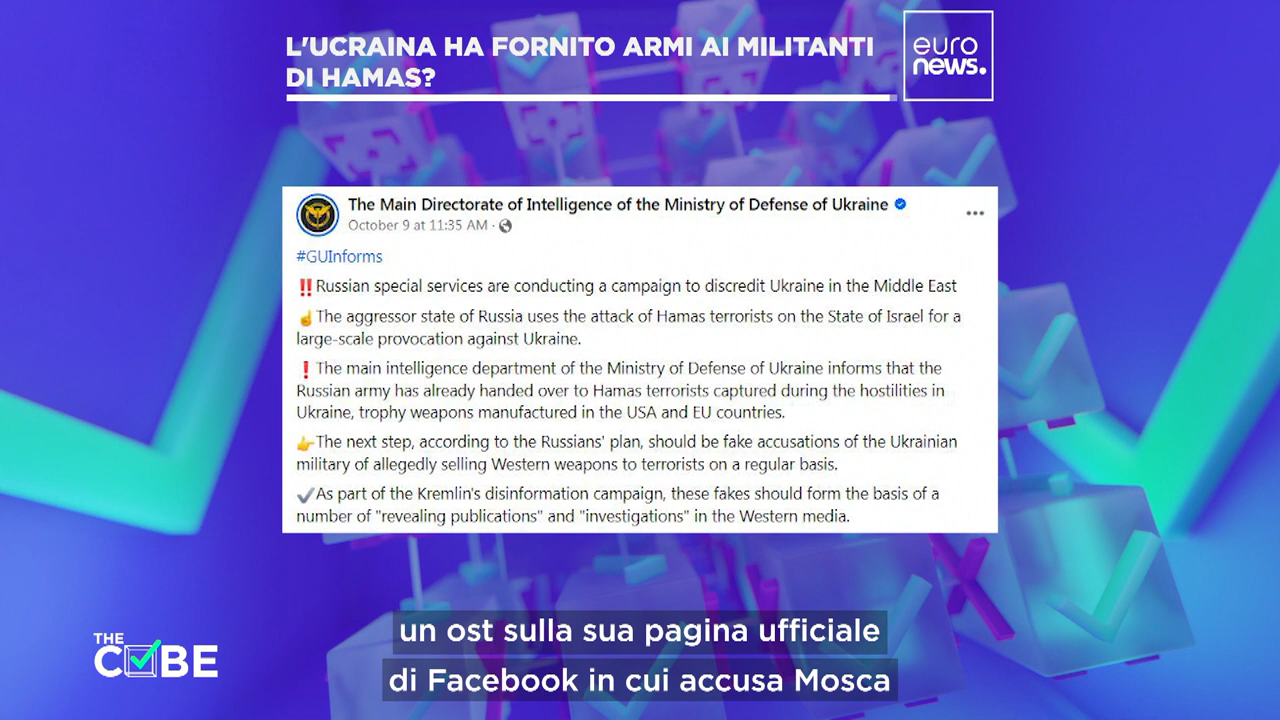 L'UCRAINA HA FORNITO ARMI AI MILITANTI
DI HAMAS?
euro
news.
The Main Directorate of Intelligence of the Ministry of Defense of Ukraine
October 9 at 11:35 AM ·
#GUInforms
‼️Russian special services are conducting a campaign to discredit Ukraine in the Middle East
☝️The aggressor state of Russia uses the attack of Hamas terrorists on the State of Israel for a
large-scale provocation against Ukraine.
❗The main intelligence department of the Ministry of Defense of Ukraine informs that the
Russian army has already handed over to Hamas terrorists captured during the hostilities in
Ukraine, trophy weapons manufactured in the USA and EU countries.
👉The next step, according to the Russians' plan, should be fake accusations of the Ukrainian
military of allegedly selling Western weapons to terrorists on a regular basis.
✔️As part of the Kremlin's disinformation campaign, these fakes should form the basis of a
number of "revealing publications" and "investigations" in the Western media.
un ost sulla sua pagina ufficiale
di Facebook in cui accusa Mosca
THE
CUBE